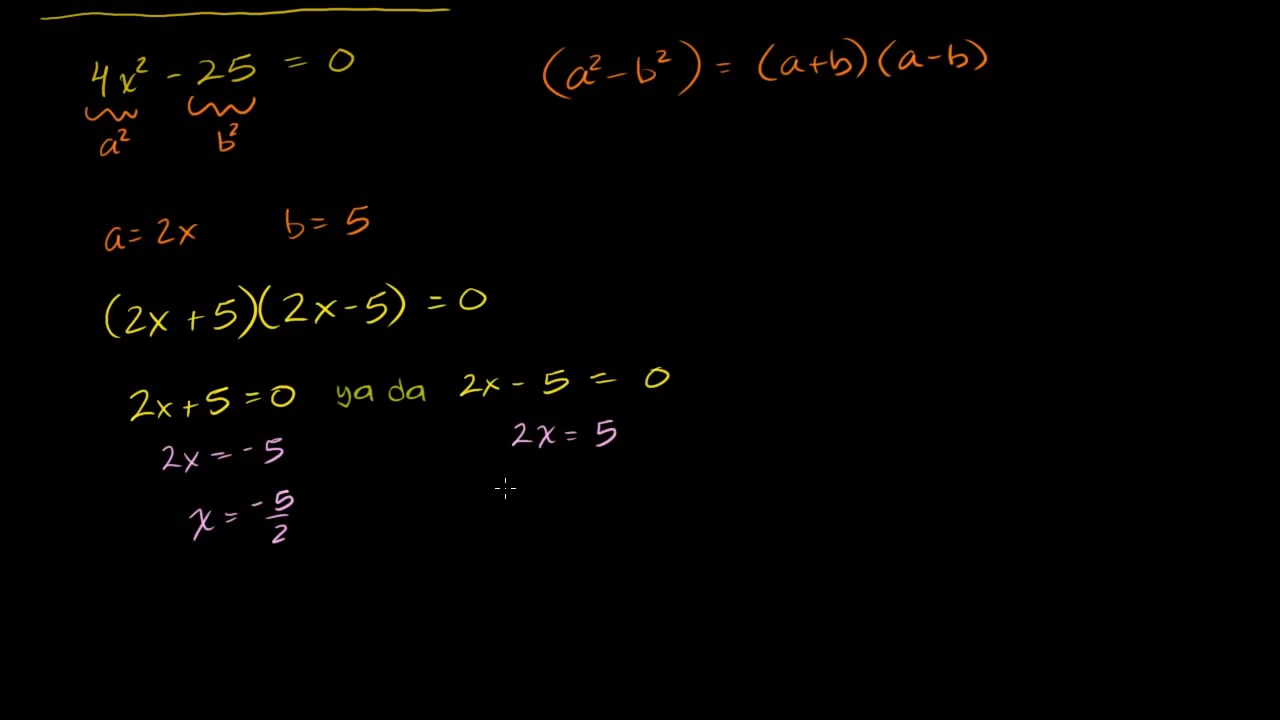 4x² - 25 = 0
(a² - b²) = (a+b)(a-b)
a² b²
a = 2x b = 5
(2x + 5)(2x - 5) = 0
2x + 5 = 0 ya da 2x - 5 = 0
2x = -5
2x = 5
x = -5/2